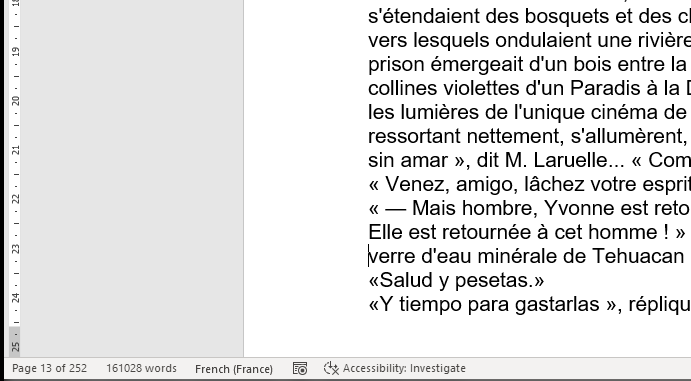 s'étendaient des bosquets et des
vers lesquels ondulaient une rivière
prison émergeait d'un bois entre la
collines violettes d'un Paradis à la
les lumières de l'unique cinéma de
ressortant nettement, s'allumèrent,
sin amar », dit M. Laruelle... « Com
« Venez, amigo, lâchez votre esprit
« — Mais hombre, Yvonne est reto
Elle est retournée à cet homme ! »
verre d'eau minérale de Tehuacan
«Salud y pesetas.»
«Y tiempo para gastarlas », répliqu
19
20
21
22
23
24
25
Page 13 of 252 161028 words French (France) Accessibility: Investigate